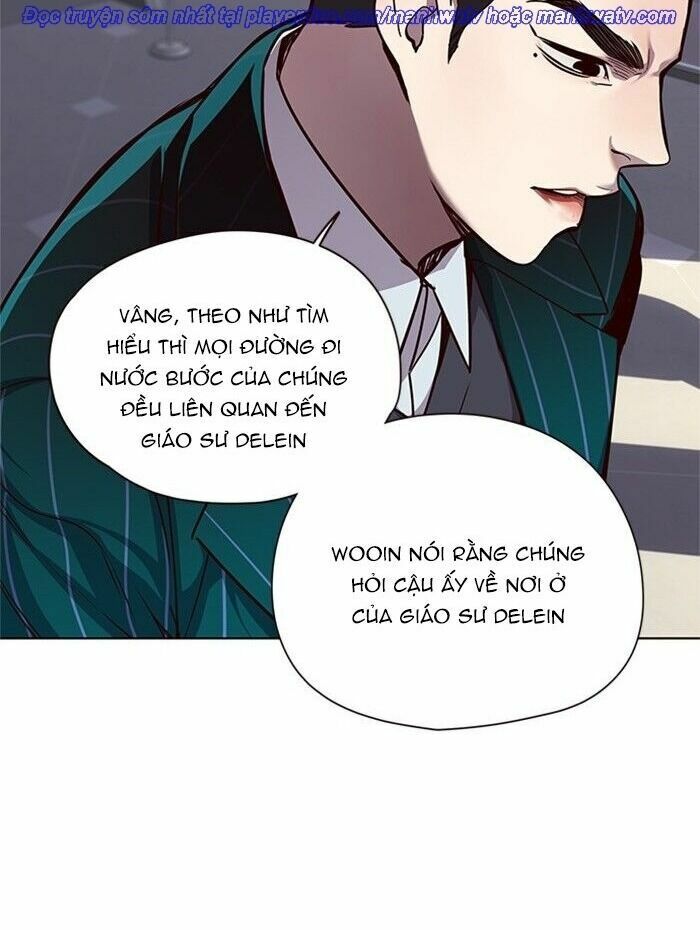 Đọc truyện sớm nhất tại hoặc
VÂNG, THEO NHƯ TÌM
HIỂU THÌ MỌI ĐƯỜNG ĐI
NƯỚC BƯỚC CỦA CHÚNG
ĐỀU LIÊN QUAN ĐẾN
GIÁO SƯ DELEIN
WOOIN NÓI RẰNG CHÚNG
HỎI CẬU ẤY VỀ NƠI Ở
CỦA GIÁO SƯ DELEIN